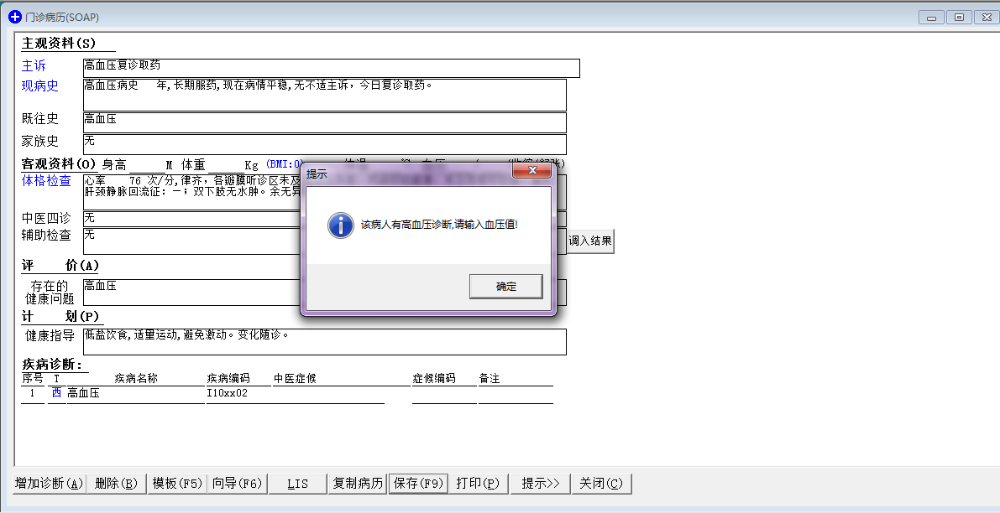 门诊病历(SOAP)
主观资料(S)
主诉 高血压复诊取药
现病史 高血压病史 年,长期服药,现在病情平稳,无不适主诉，今日复诊取药。
既往史 高血压
家族史 无
客观资料(O) 身高 M 体重 Kg (BMI:0)
体格检查 心率 76 次/分,律齐，各瓣膜听诊区未及
肝颈静脉回流征：－；双下肢无水肿。余无异
中医四诊 无
辅助检查 无
调入结果
提示
该病人有高血压诊断,请输入血压值!
确定
评 价(A)
存在的
健康问题
高血压
计 划(P)
健康指导 低盐饮食,适量运动,避免激动。变化随诊。
疾病诊断:
序号 T 疾病名称 疾病编码 中医症候 症候编码 备注
1 西 高血压 I10xx02
增加诊断(A) 删除(B) 模板(F5) 向导(F6) LIS 复制病历 保存(F9) 打印(P) 提示>> 关闭(C)